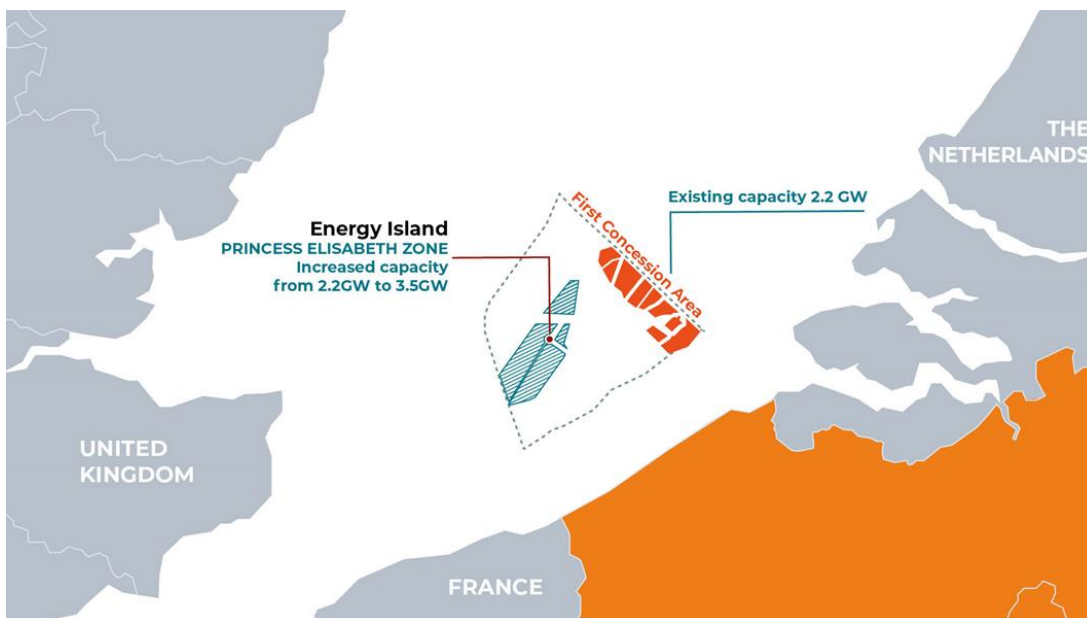 THE
NETHERLANDS
First Concession Area
Existing capacity 2.2 GW
Energy Island
PRINCESS ELISABETH ZONE
Increased capacity
from 2.2GW to 3.5GW
UNITED
KINGDOM
FRANCE